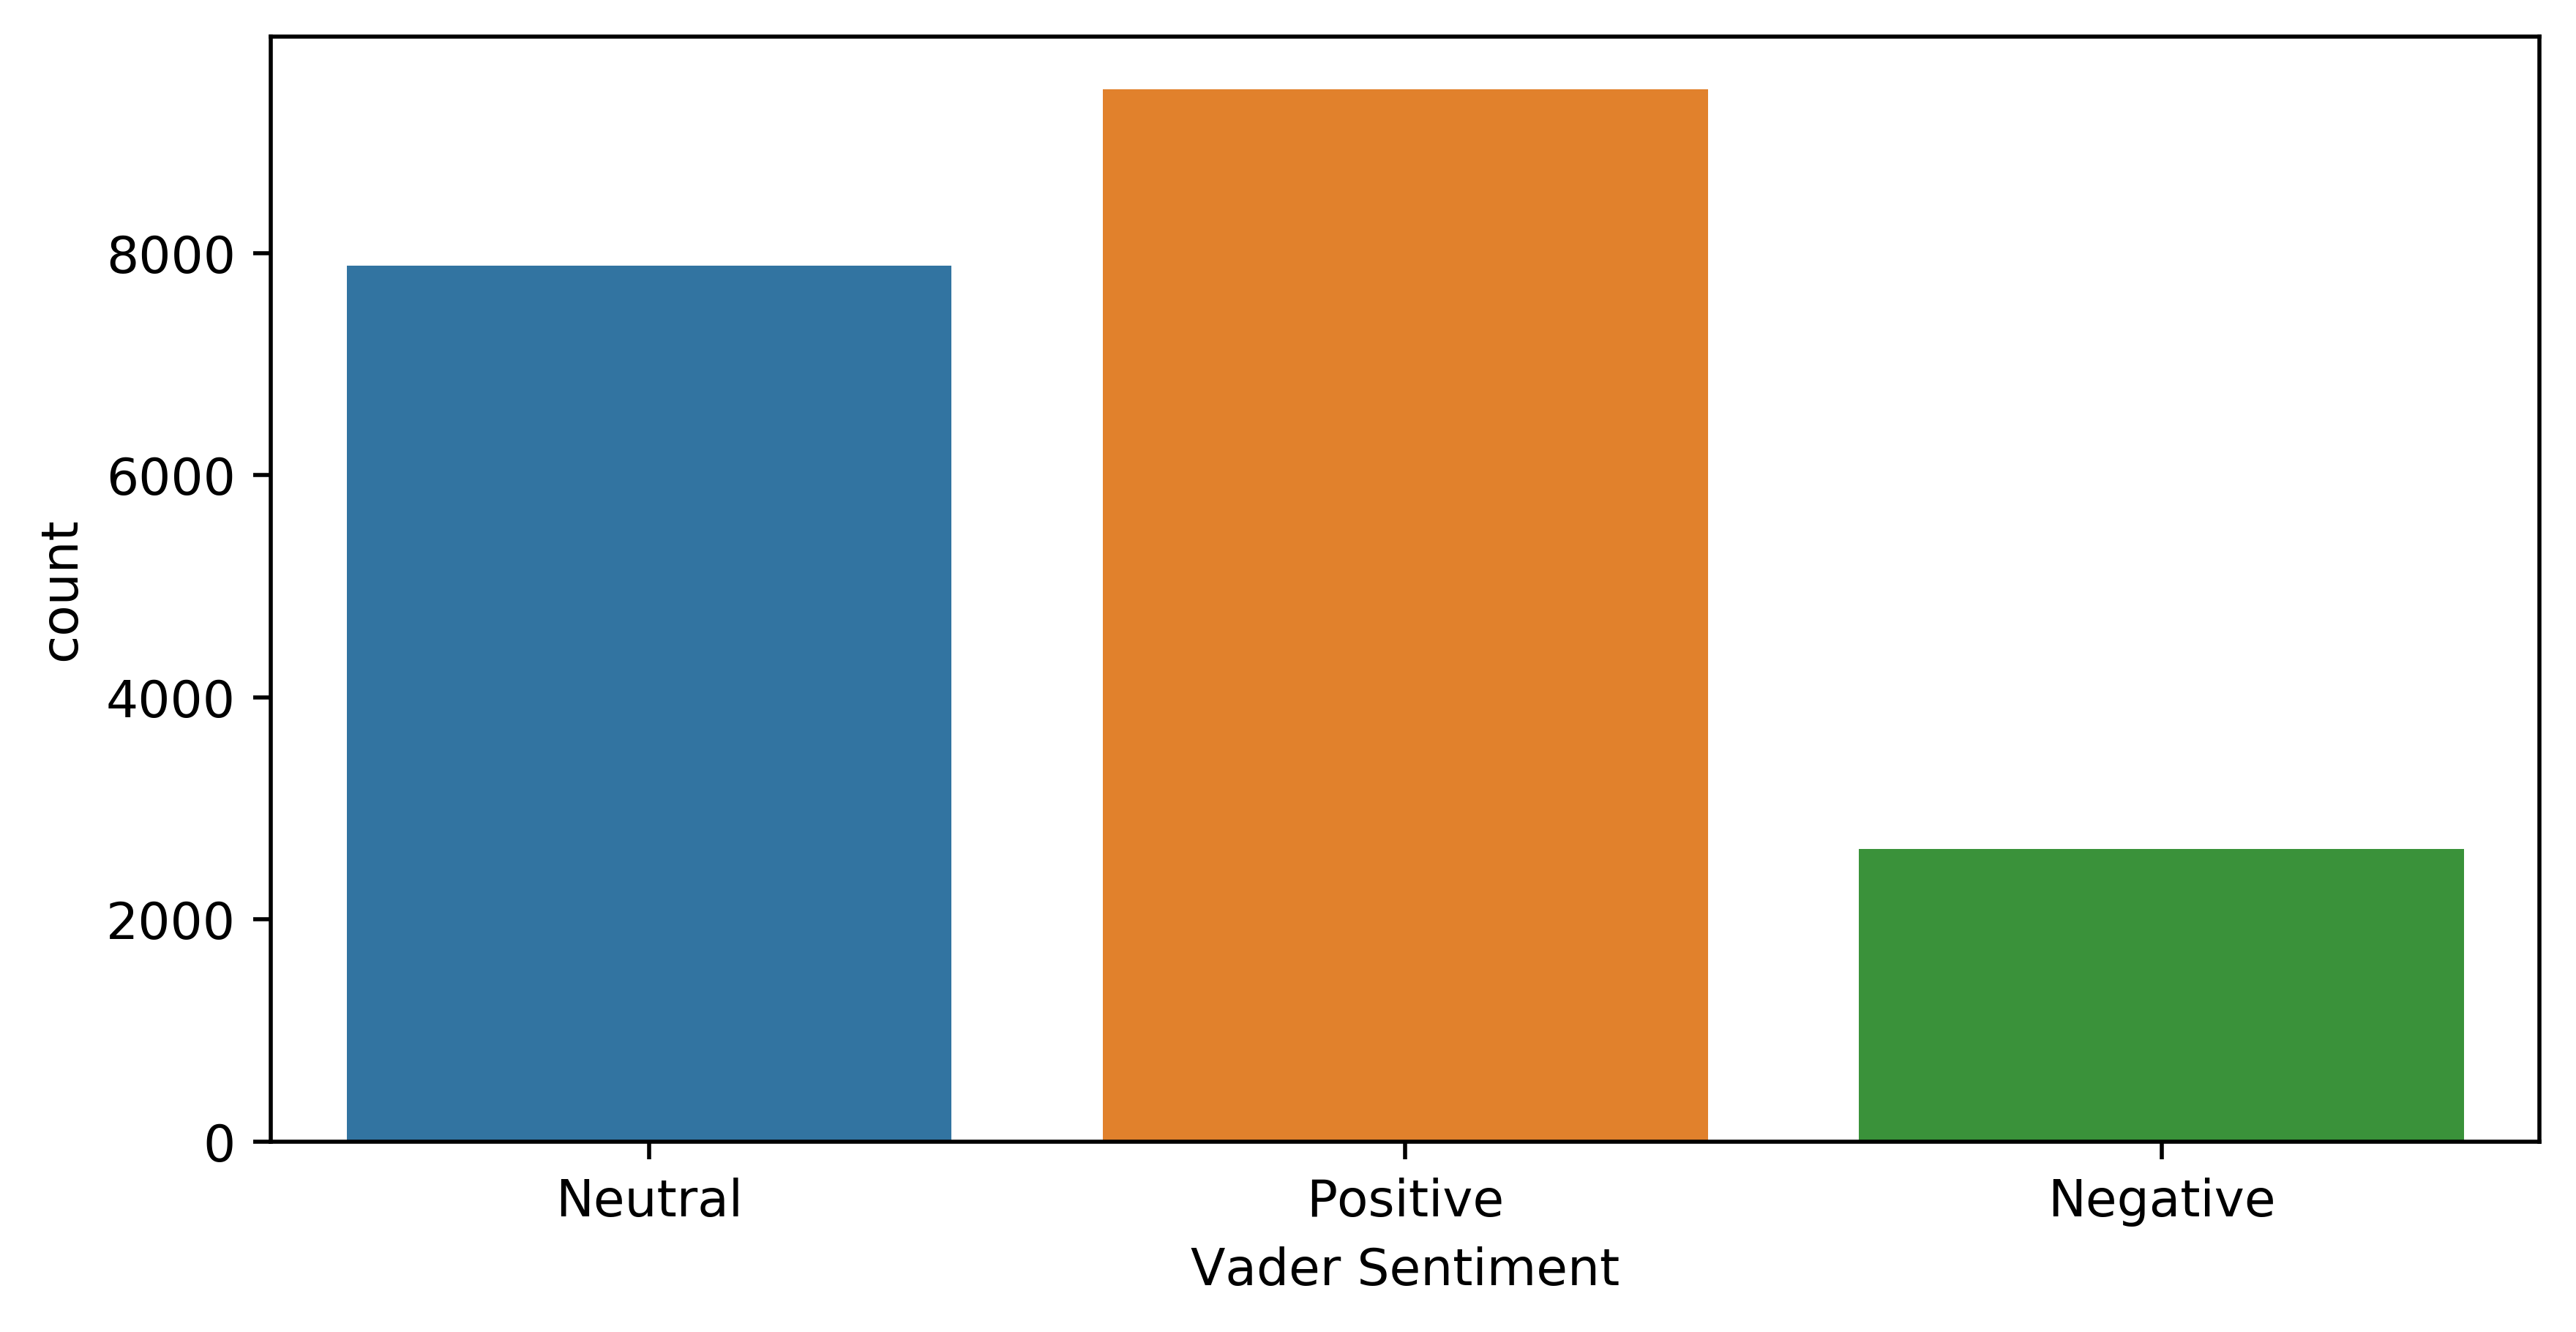 8000
6000
4000
2000
0
count
Neutral
Positive
Negative
Vader Sentiment